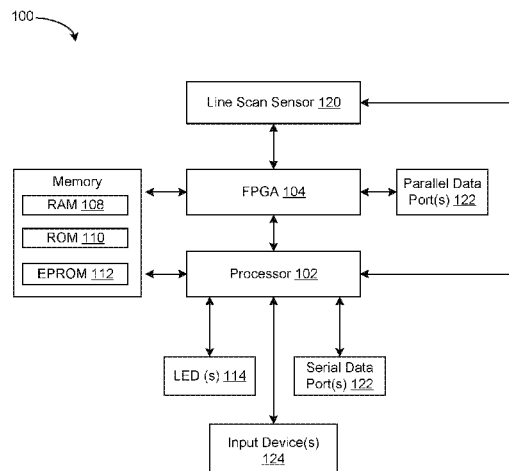 100
Line Scan Sensor 120
Memory
RAM 108
ROM 110
EPROM 112
FPGA 104
Parallel Data
Port(s) 122
Processor 102
LED (s) 114
Serial Data
Port(s) 122
Input Device(s)
124